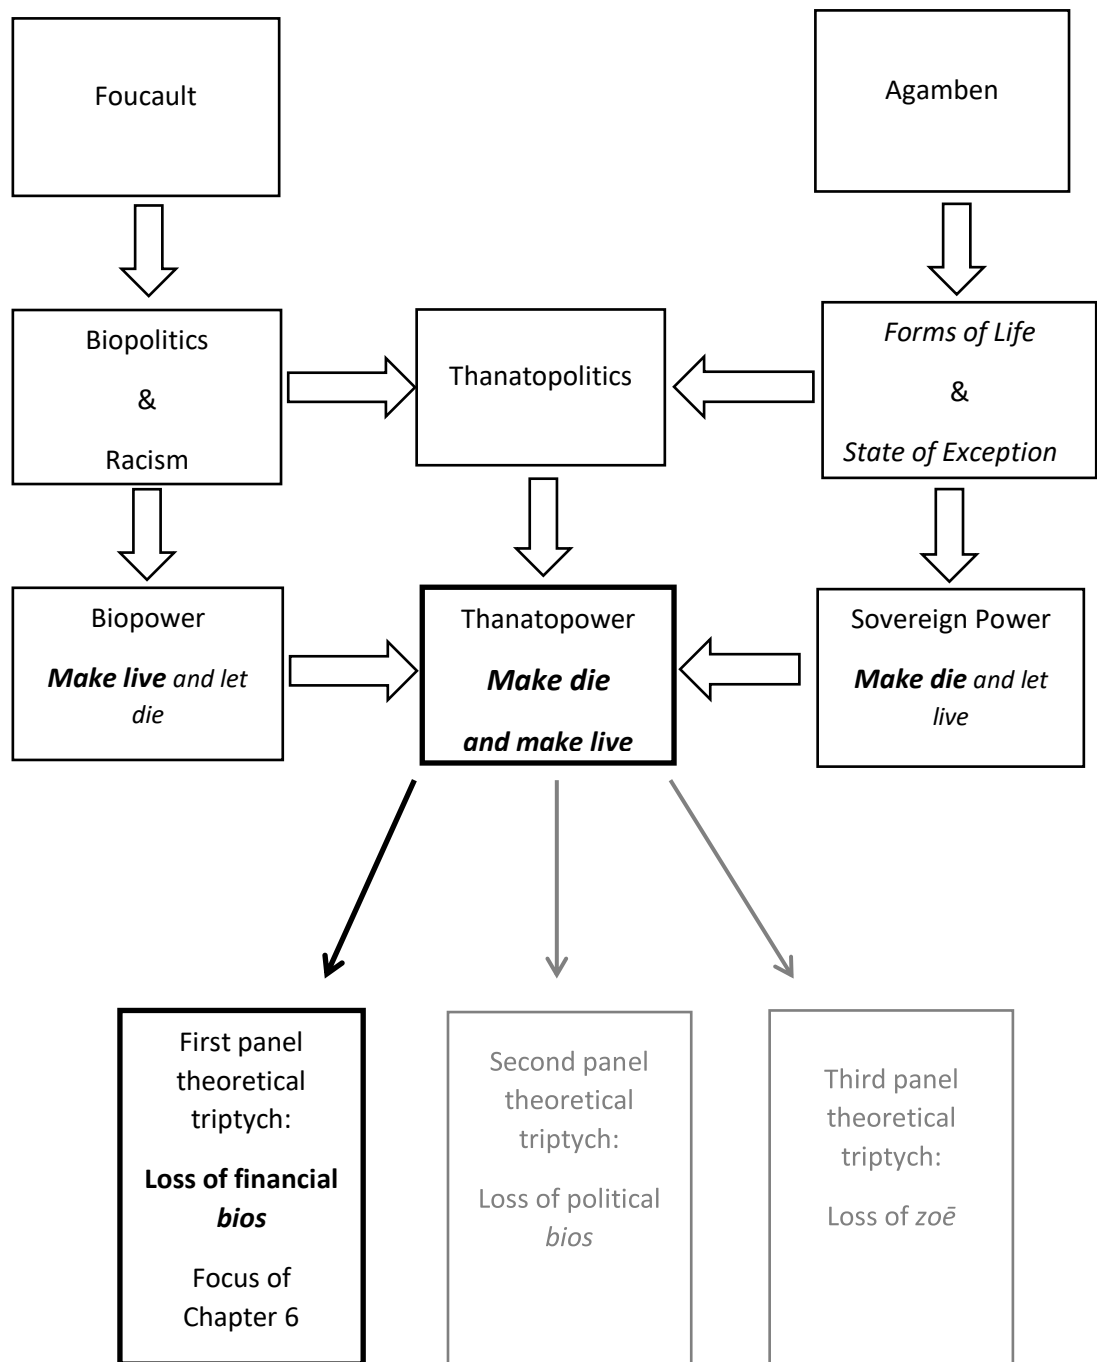 Foucault
Agamben
Biopolitics
&
Racism
Thanatopolitics
Forms of Life
&
State of Exception
Biopower
Make live and let
die
Thanatopower
Make die
and make live
Sovereign Power
Make die and let
live
First panel
theoretical
triptych:
Loss of financial
bios
Focus of
Chapter 6
Second panel
theoretical
triptych:
Loss of political
bios
Third panel
theoretical
triptych:
Loss of zoē